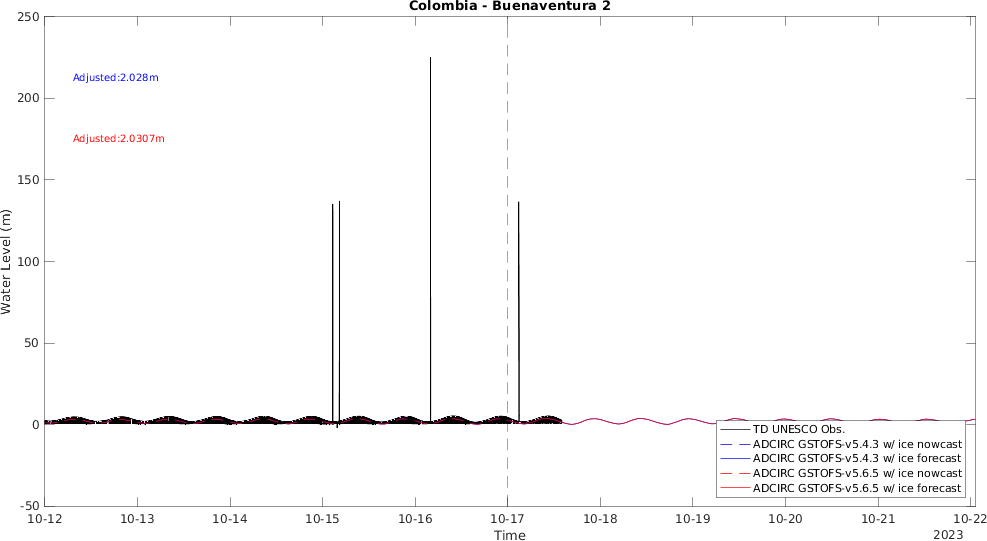 Colombia - Buenaventura 2
250
200
150
100
50
0
-50
Water Level (m)
Adjusted:2.028m
Adjusted:2.0307m
TD UNESCO Obs.
ADCIRC GSTOFS-v5.4.3 w/ ice nowcast
ADCIRC GSTOFS-v5.4.3 w/ ice forecast
ADCIRC GSTOFS-v5.6.5 w/ ice nowcast
ADCIRC GSTOFS-v5.6.5 w/ ice forecast
10-12 10-13 10-14 10-15 10-16 10-17 10-18 10-19 10-20 10-21 10-22
Time
2023